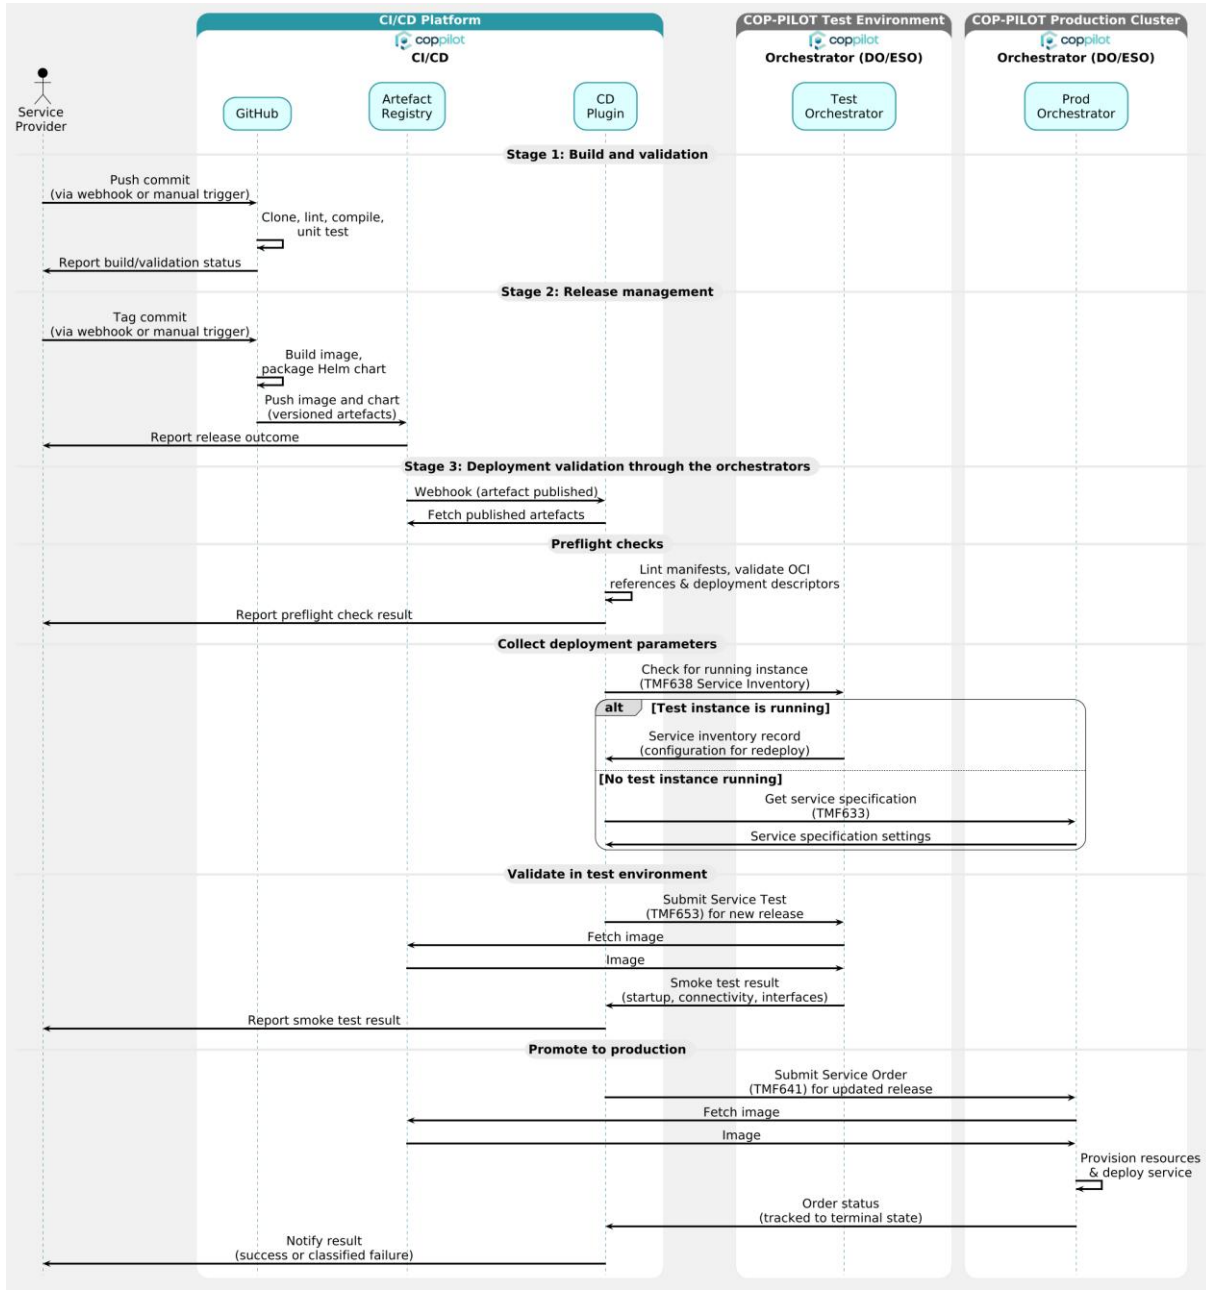 CI/CD Platform
COP-PILOT Test Environment
COP-PILOT Production Cluster
coppilot
coppilot
coppilot
CI/CD
Orchestrator (DO/ESO)
Orchestrator (DO/ESO)
Service
Provider
GitHub
Artefact
Registry
CD
Plugin
Test
Orchestrator
Prod
Orchestrator
Stage 1: Build and validation
Push commit
(via webhook or manual trigger)
Clone, lint, compile,
unit test
Report build/validation status
Stage 2: Release management
Tag commit
(via webhook or manual trigger)
Build image,
package Helm chart
Push image and chart
(versioned artefacts)
Report release outcome
Stage 3: Deployment validation through the orchestrators
Webhook (artefact published)
Fetch published artefacts
Preflight checks
Lint manifests, validate OCI
references & deployment descriptors
Report preflight check result
Collect deployment parameters
Check for running instance
(TMF638 Service Inventory)
alt [Test instance is running]
Service inventory record
(configuration for redeploy)
[No test instance running]
Get service specification
(TMF633)
Service specification settings
Validate in test environment
Submit Service Test
(TMF653) for new release
Fetch image
Image
Smoke test result
(startup, connectivity, interfaces)
Report smoke test result
Promote to production
Submit Service Order
(TMF641) for updated release
Fetch image
Image
Provision resources
& deploy service
Order status
(tracked to terminal state)
Notify result
(success or classified failure)